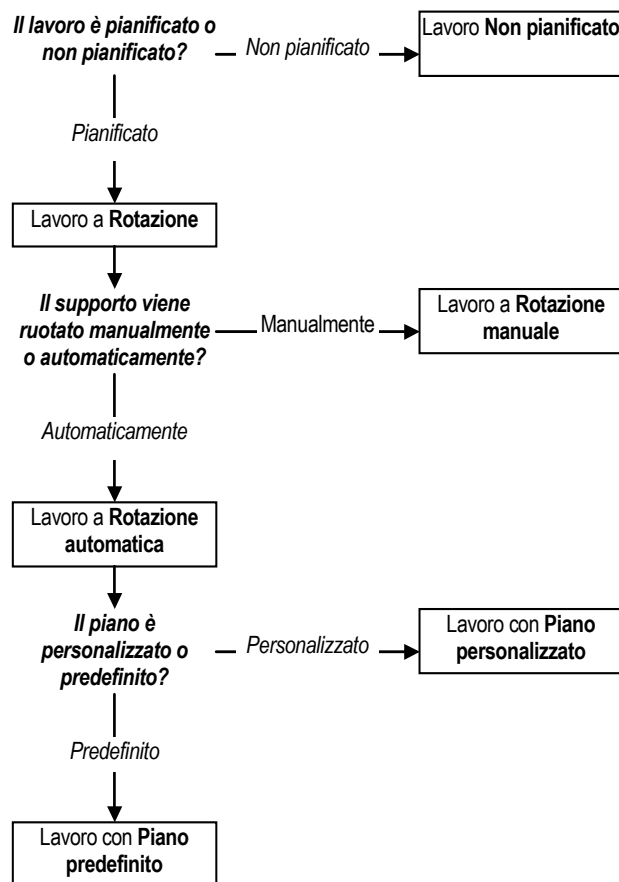 Il lavoro è pianificato o
non pianificato?
Non pianificato
Lavoro Non pianificato
Pianificato
Lavoro a Rotazione
Il supporto viene
ruotato manualmente
o automaticamente?
Manualmente
Lavoro a Rotazione
manuale
Automaticamente
Lavoro a Rotazione
automatica
Il piano è
personalizzato o
predefinito?
Personalizzato
Lavoro con Piano
personalizzato
Predefinito
Lavoro con Piano
predefinito